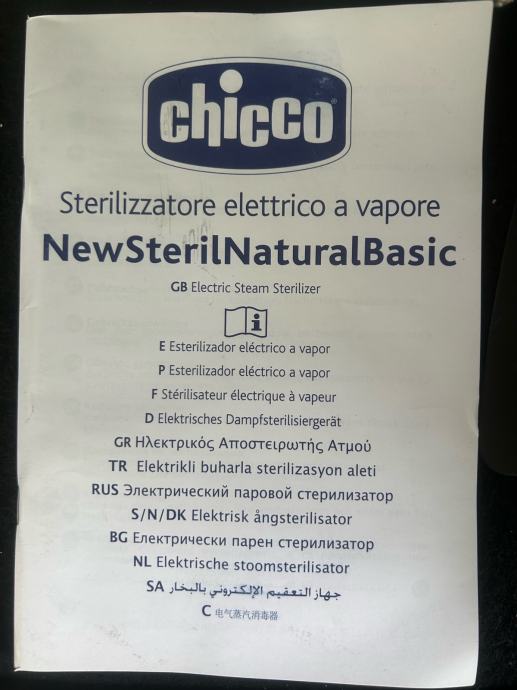 chicco
Sterilizzatore elettrico a vapore
NewSterilNaturalBasic
GB Electric Steam Sterilizer
E Esterilizador eléctrico a vapor
P Esterilizador eléctrico a vapor
F Stérilisateur électrique à vapeur
D Elektrisches Dampfsterilisiergerät
GR Ηλεκτρικός Αποστειρωτής Ατμού
TR Elektrikli buharla sterilizasyon aleti
RUS Электрический паровой стерилизатор
S/N/DK Elektrisk ångsterilisator
BG Електрически парен стерилизатор
NL Elektrische stoomsterilisator
SA جهاز التعقيم الإلكتروني بالبخار
C 电气蒸汽消毒器